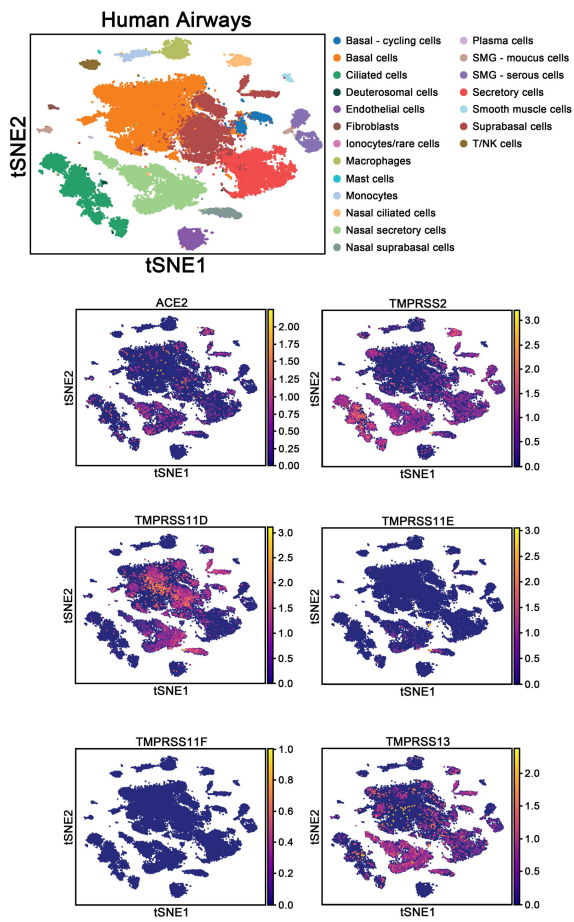 Human Airways
tSNE2
tSNE1
Basal - cycling cells
Basal cells
Ciliated cells
Deuterosomal cells
Endothelial cells
Fibroblasts
Ionocytes/rare cells
Macrophages
Mast cells
Monocytes
Nasal ciliated cells
Nasal secretory cells
Nasal suprabasal cells
Plasma cells
SMG - moucus cells
SMG - serous cells
Secretory cells
Smooth muscle cells
Suprabasal cells
T/NK cells
ACE2
tSNE2
tSNE1
2.00
1.75
1.50
1.25
1.00
0.75
0.50
0.25
0.00
TMPRSS2
tSNE2
tSNE1
3.0
2.5
2.0
1.5
1.0
0.5
0.0
TMPRSS11D
tSNE2
tSNE1
3.0
2.5
2.0
1.5
1.0
0.5
0.0
TMPRSS11E
tSNE2
tSNE1
3.0
2.5
2.0
1.5
1.0
0.5
0.0
TMPRSS11F
tSNE2
tSNE1
1.0
0.8
0.6
0.4
0.2
0.0
TMPRSS13
tSNE2
tSNE1
2.0
1.5
1.0
0.5
0.0